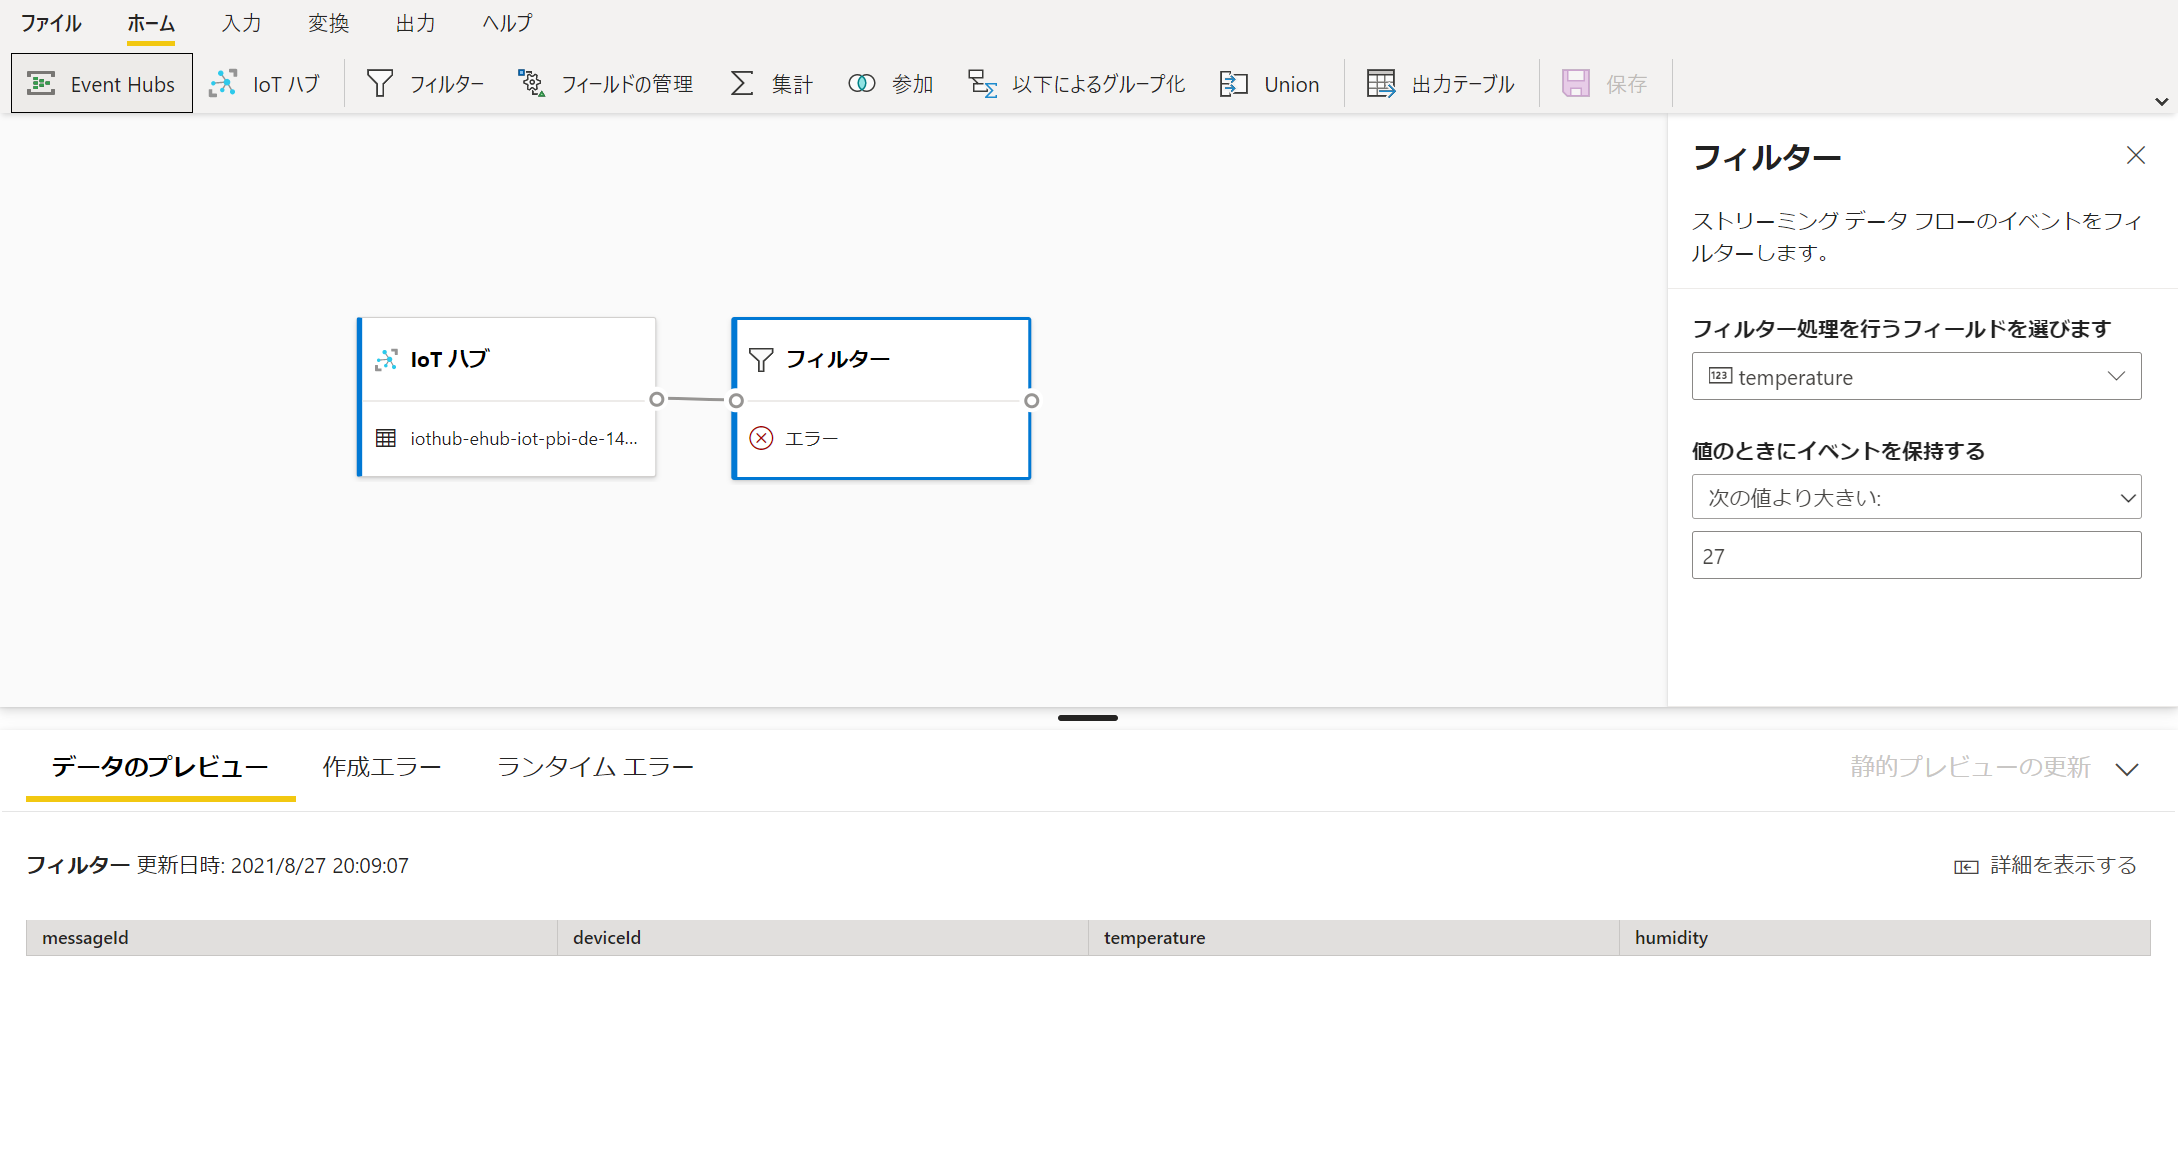 ファイル ホーム 入力 変換 出力 ヘルプ
Event Hubs IoT ハブ フィルター フィールドの管理 集計 参加 以下によるグループ化 Union 出力テーブル 保存
フィルター
ストリーミング データ フローのイベントをフィ
ルターします。
フィルター処理を行うフィールドを選びます
123 temperature
値のときにイベントを保持する
次の値より大きい:
27
IoT ハブ
iothub-ehub-iot-pbi-de-14...
フィルター
エラー
データのプレビュー 作成エラー ランタイム エラー 静的プレビューの更新
フィルター 更新日時: 2021/8/27 20:09:07 詳細を表示する
messageId deviceId temperature humidity